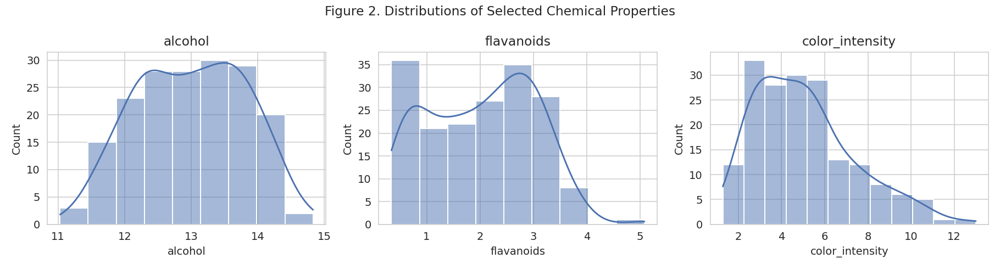 Figure 2. Distributions of Selected Chemical Properties
alcohol
30
25
20
15
10
5
0
Count
11 12 13 14 15
alcohol
flavanoids
35
30
25
20
15
10
5
0
Count
1 2 3 4 5
flavanoids
color_intensity
30
25
20
15
10
5
0
Count
2 4 6 8 10 12
color_intensity